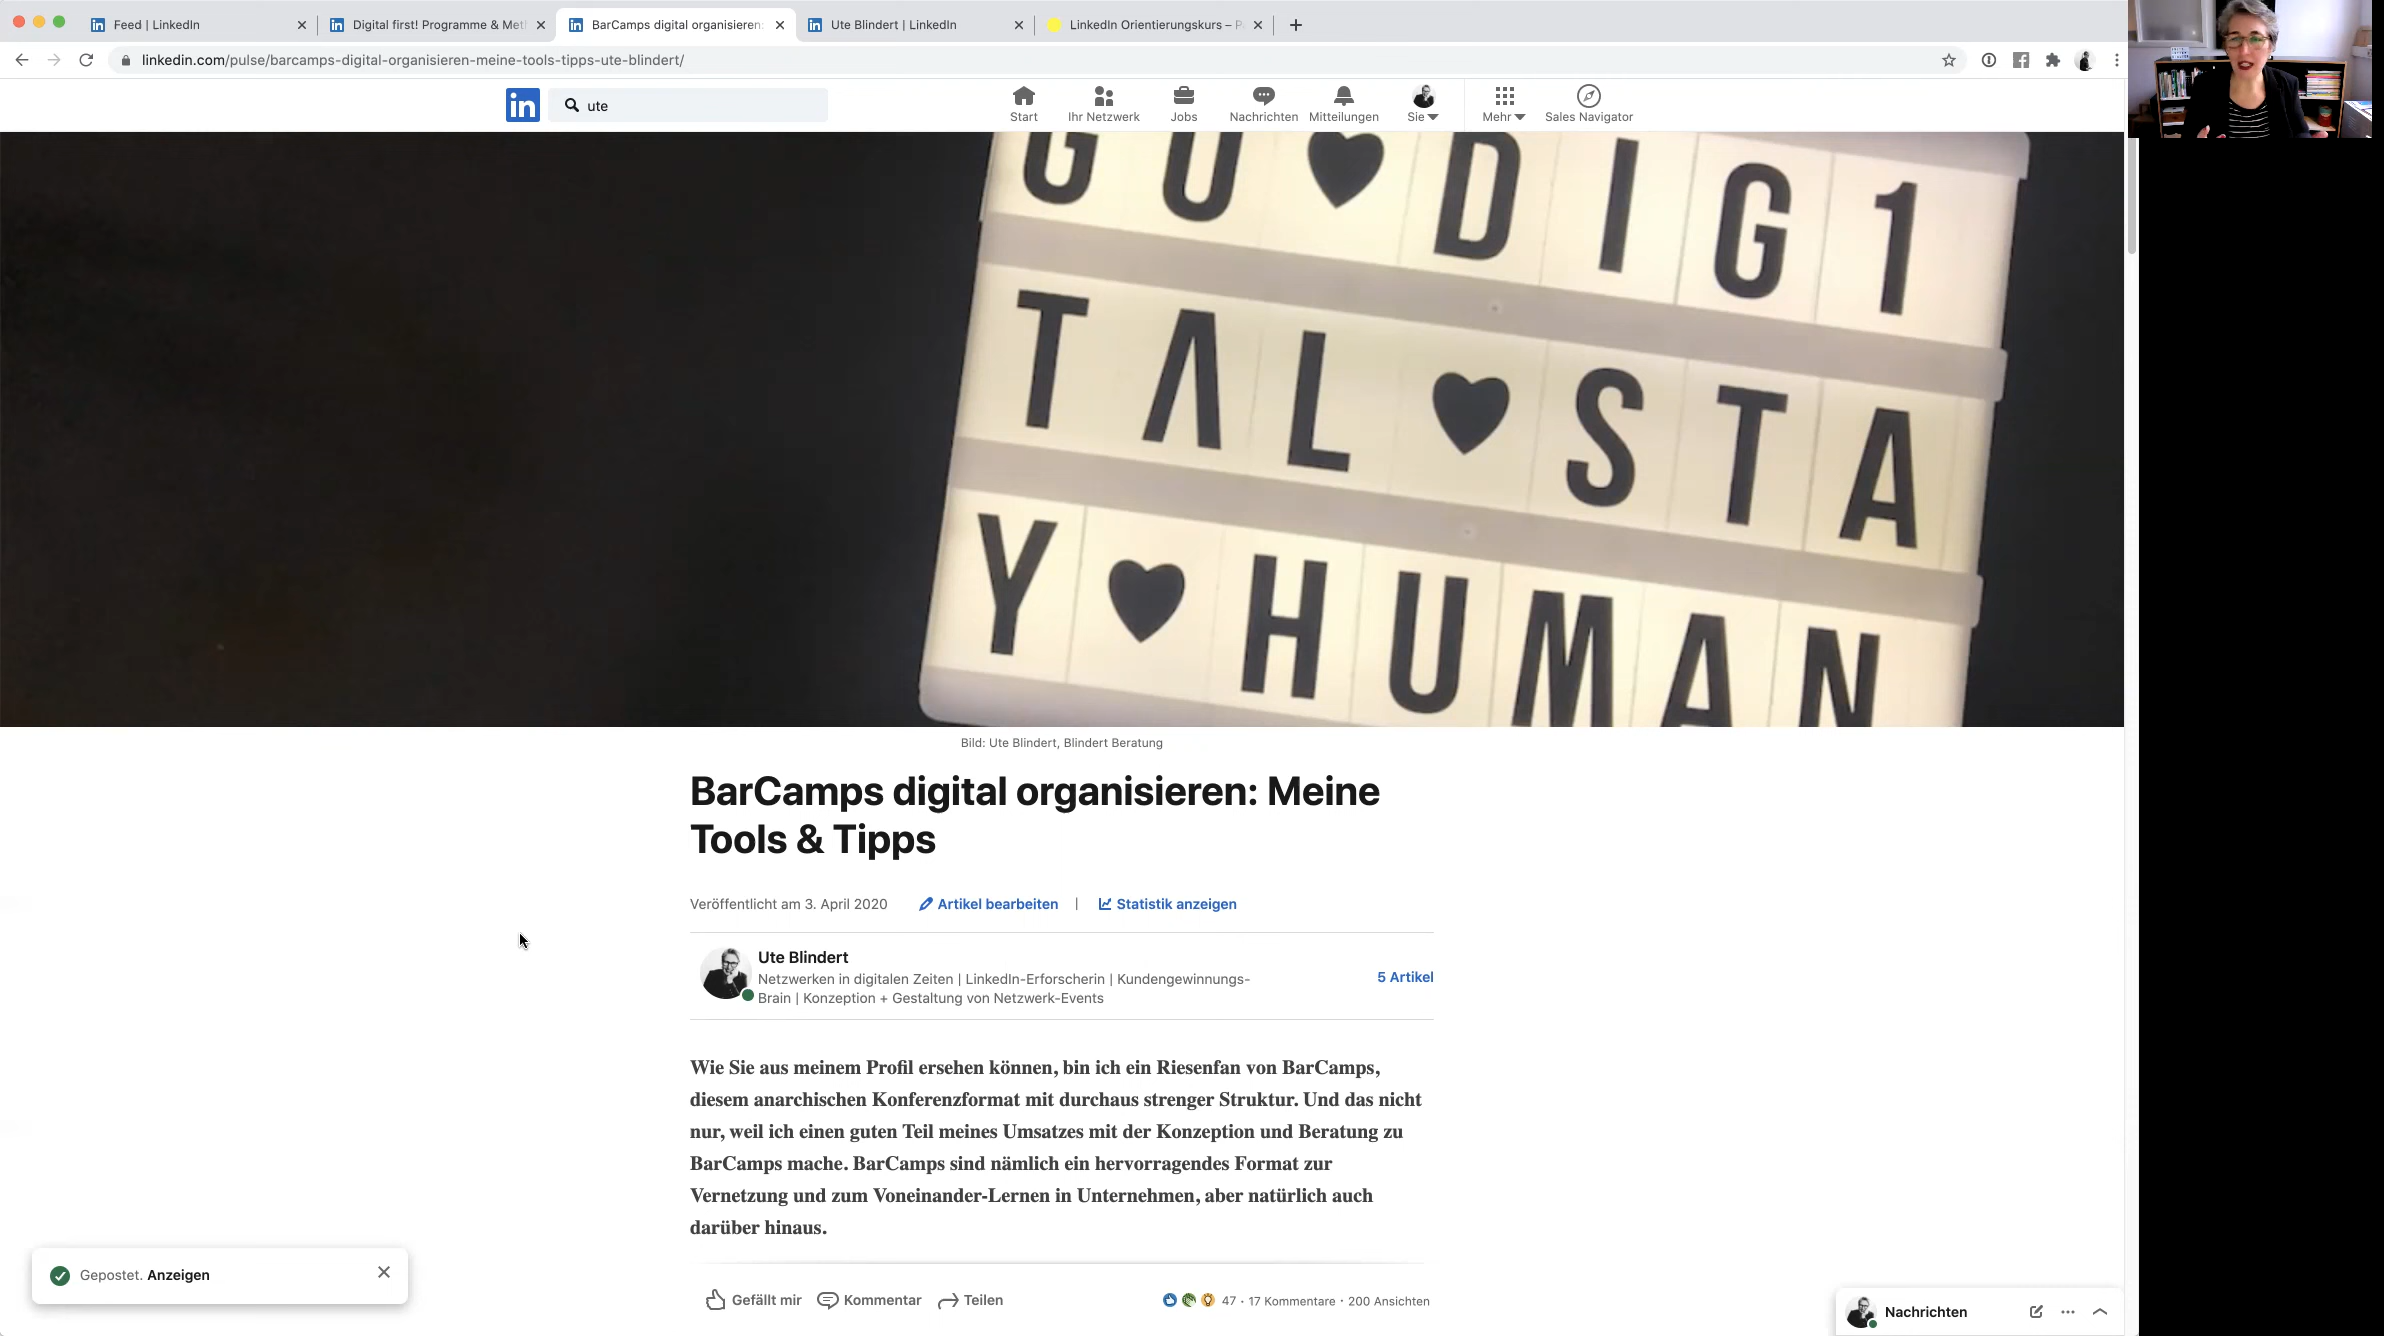 Feed | LinkedIn
Digital first! Programme & Met
BarCamps digital organisieren:
Ute Blindert | LinkedIn
LinkedIn Orientierungskurs – P
linkedin.com/pulse/barcamps-digital-organisieren-meine-tools-tipps-ute-blindert/
in
ute
Start
Ihr Netzwerk
Jobs
Nachrichten
Mitteilungen
Sie
Mehr
Sales Navigator
GO♥DIG1
TAL♥STA
Y♥HUMAN
Bild: Ute Blindert, Blindert Beratung
BarCamps digital organisieren: Meine
Tools & Tipps
Veröffentlicht am 3. April 2020
Artikel bearbeiten
|
Statistik anzeigen
Ute Blindert
Netzwerken in digitalen Zeiten | LinkedIn-Erforscherin | Kundengewinnungs-
Brain | Konzeption + Gestaltung von Netzwerk-Events
5 Artikel
Wie Sie aus meinem Profil ersehen können, bin ich ein Riesenfan von BarCamps,
diesem anarchischen Konferenzformat mit durchaus strenger Struktur. Und das nicht
nur, weil ich einen guten Teil meines Umsatzes mit der Konzeption und Beratung zu
BarCamps mache. BarCamps sind nämlich ein hervorragendes Format zur
Vernetzung und zum Voneinander-Lernen in Unternehmen, aber natürlich auch
darüber hinaus.
Gefällt mir
Kommentar
Teilen
47 · 17 Kommentare · 200 Ansichten
Gepostet. Anzeigen
Nachrichten